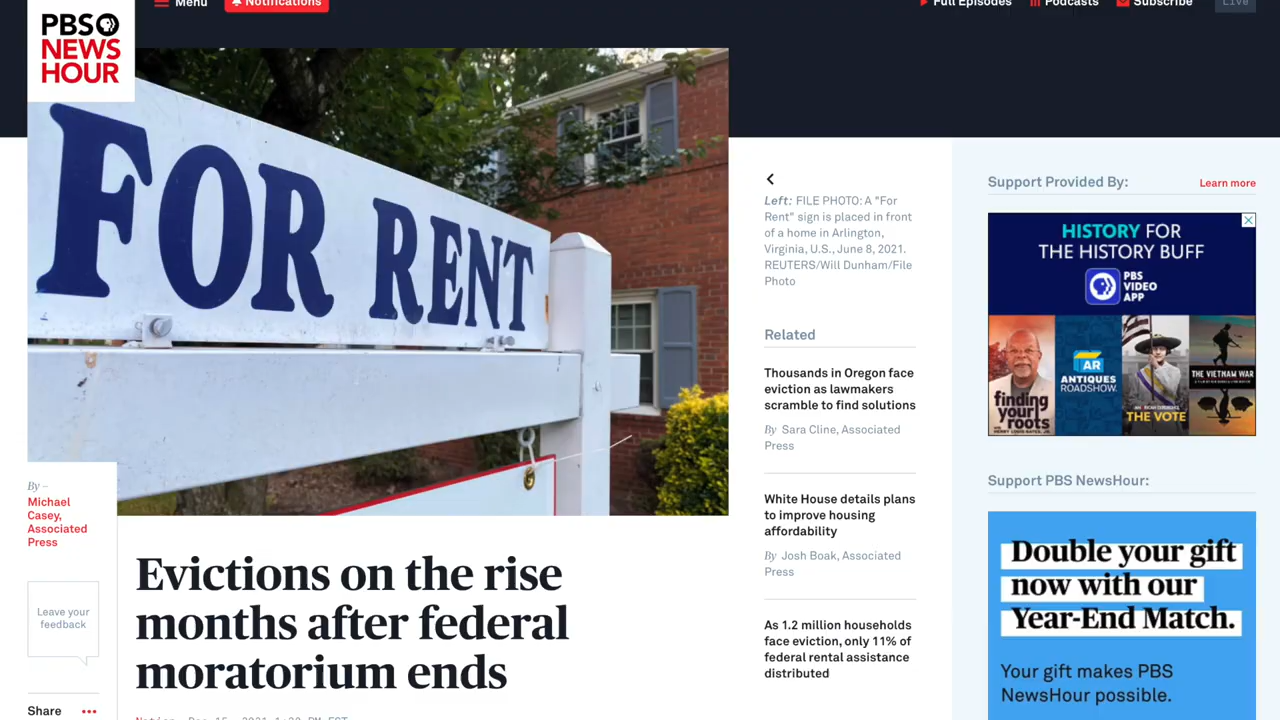 PBS
NEWS
HOUR
Menu
Notifications
Full Episodes
Podcasts
Subscribe
Live
FOR RENT
Left: FILE PHOTO: A "For
Rent" sign is placed in front
of a home in Arlington,
Virginia, U.S., June 8, 2021.
REUTERS/Will Dunham/File
Photo
Related
Thousands in Oregon face
eviction as lawmakers
scramble to find solutions
By Sara Cline, Associated
Press
White House details plans
to improve housing
affordability
By Josh Boak, Associated
Press
As 1.2 million households
face eviction, only 11% of
federal rental assistance
distributed
Support Provided By:
Learn more
HISTORY FOR
THE HISTORY BUFF
PBS
VIDEO
APP
finding
your
roots
AR
ANTIQUES
ROADSHOW
THE VOTE
THE VIETNAM WAR
Support PBS NewsHour:
Double your gift
now with our
Year-End Match.
Your gift makes PBS
NewsHour possible.
By –
Michael
Casey,
Associated
Press
Leave your
feedback
Share
Evictions on the rise
months after federal
moratorium ends